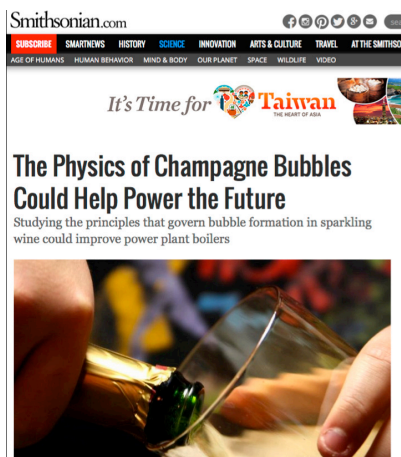 Smithsonian.com
SUBSCRIBE SMARTNEWS HISTORY SCIENCE INNOVATION ARTS & CULTURE TRAVEL AT THE SMITHSO
AGE OF HUMANS HUMAN BEHAVIOR MIND & BODY OUR PLANET SPACE WILDLIFE VIDEO
It's Time for Taiwan
THE HEART OF ASIA
The Physics of Champagne Bubbles
Could Help Power the Future
Studying the principles that govern bubble formation in sparkling
wine could improve power plant boilers